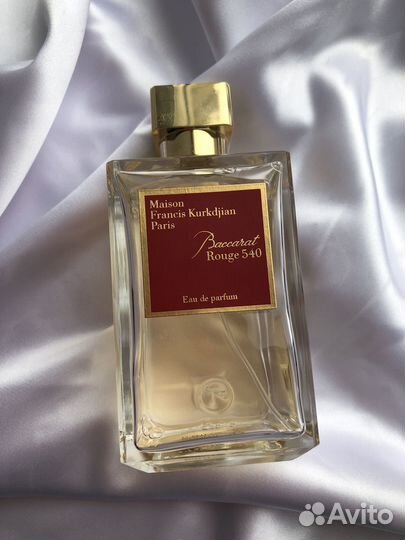 Maison
Francis Kurkdjian
Paris
Baccarat
Rouge 540
Eau de parfum
Avito